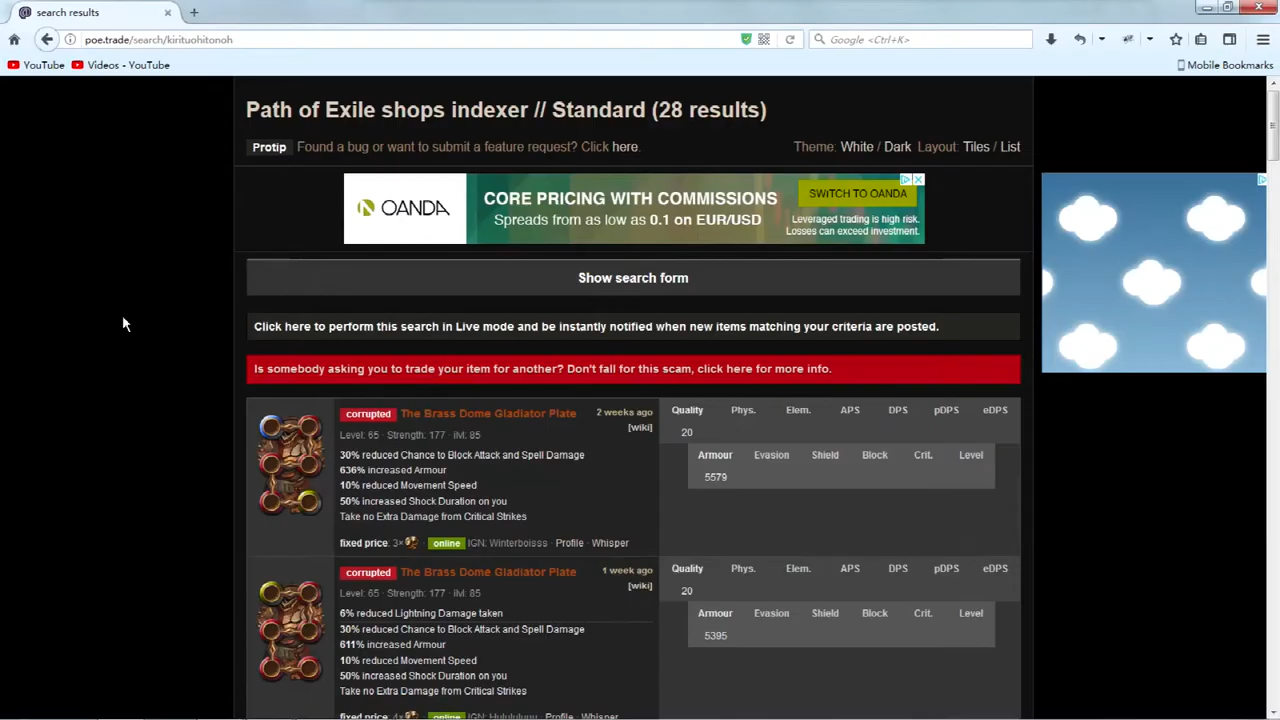 search results
poe.trade/search/kirituohitonoh
Google <Ctrl+K>
YouTube
Videos - YouTube
Mobile Bookmarks
Path of Exile shops indexer // Standard (28 results)
Protip Found a bug or want to submit a feature request? Click here.
Theme: White / Dark Layout: Tiles / List
OANDA
CORE PRICING WITH COMMISSIONS
Spreads from as low as 0.1 on EUR/USD
SWITCH TO OANDA
Leveraged trading is high risk.
Losses can exceed investment.
Show search form
Click here to perform this search in Live mode and be instantly notified when new items matching your criteria are posted.
Is somebody asking you to trade your item for another? Don't fall for this scam, click here for more info.
corrupted The Brass Dome Gladiator Plate
2 weeks ago
[wiki]
Level: 65 · Strength: 177 · ilvl: 85
30% reduced Chance to Block Attack and Spell Damage
636% increased Armour
10% reduced Movement Speed
50% increased Shock Duration on you
Take no Extra Damage from Critical Strikes
fixed price: 3× · online IGN: Winterboisss · Profile · Whisper
Quality Phys. Elem. APS DPS pDPS eDPS
20
Armour Evasion Shield Block Crit. Level
5579
corrupted The Brass Dome Gladiator Plate
1 week ago
[wiki]
Level: 65 · Strength: 177 · ilvl: 85
6% reduced Lightning Damage taken
30% reduced Chance to Block Attack and Spell Damage
611% increased Armour
10% reduced Movement Speed
50% increased Shock Duration on you
Take no Extra Damage from Critical Strikes
fixed price: 4× · online IGN: · Profile · Whisper
Quality Phys. Elem. APS DPS pDPS eDPS
20
Armour Evasion Shield Block Crit. Level
5395